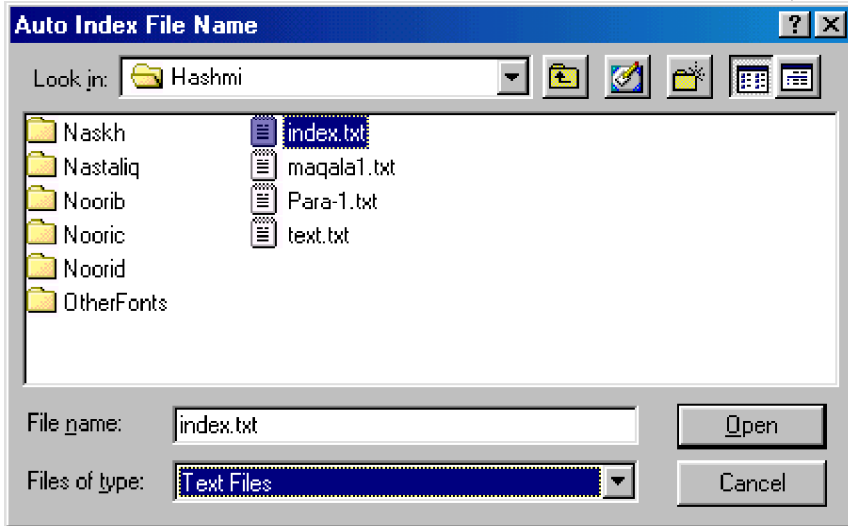 Auto Index File Name
Look in: Hashmi
Naskh
Nastaliq
Noorib
Nooric
Noorid
OtherFonts
index.txt
maqala1.txt
Para-1.txt
text.txt
File name: index.txt Open
Files of type: Text Files Cancel